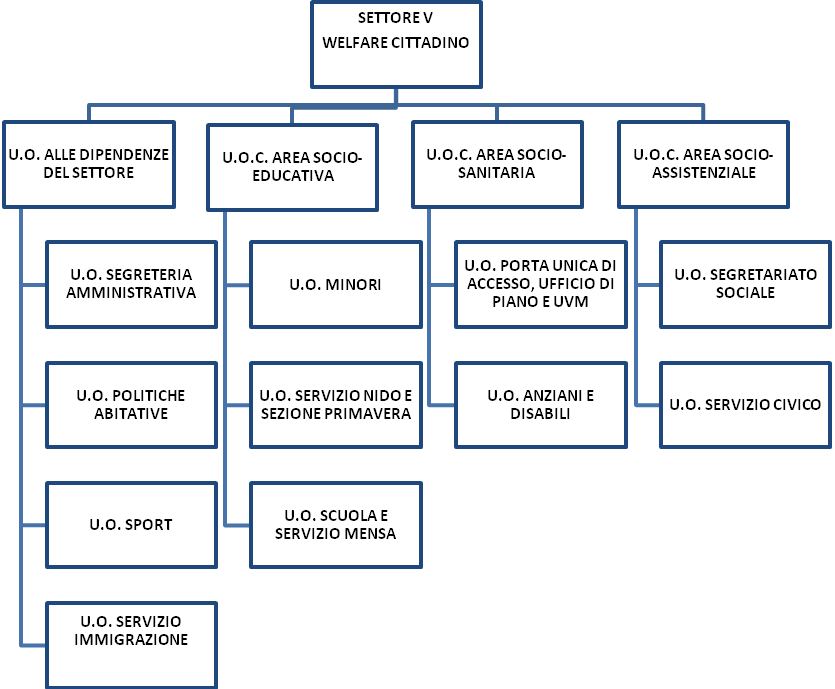 SETTORE V
WELFARE CITTADINO
U.O. ALLE DIPENDENZE
DEL SETTORE
U.O.C. AREA SOCIO-
EDUCATIVA
U.O.C. AREA SOCIO-
SANITARIA
U.O.C. AREA SOCIO-
ASSISTENZIALE
U.O. SEGRETERIA
AMMINISTRATIVA
U.O. MINORI
U.O. PORTA UNICA DI
ACCESSO, UFFICIO DI
PIANO E UVM
U.O. SEGRETARIATO
SOCIALE
U.O. POLITICHE
ABITATIVE
U.O. SERVIZIO NIDO E
SEZIONE PRIMAVERA
U.O. ANZIANI E
DISABILI
U.O. SERVIZIO CIVICO
U.O. SPORT
U.O. SCUOLA E
SERVIZIO MENSA
U.O. SERVIZIO
IMMIGRAZIONE